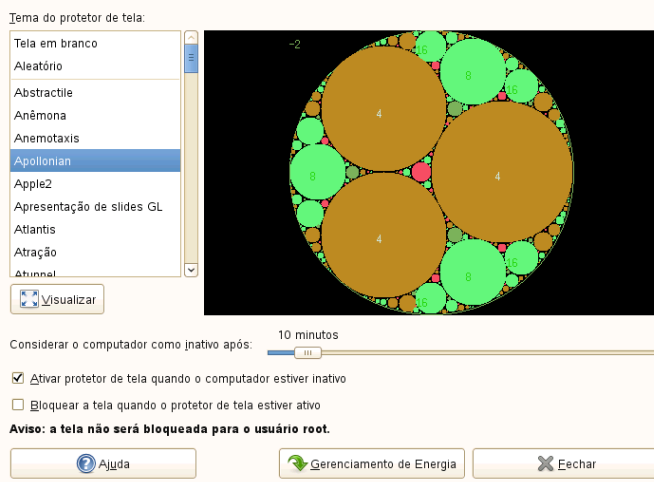 Tema do protetor de tela:
Tela em branco
Aleatório
Abstractile
Anêmona
Anemotaxis
Apollonian
Apple2
Apresentação de slides GL
Atlantis
Atração
Atunnel
Visualizar
-2
16
8
16
4
4
8
4
16
8
16
Considerar o computador como inativo após:
10 minutos
Ativar protetor de tela quando o computador estiver inativo
Bloquear a tela quando o protetor de tela estiver ativo
Aviso: a tela não será bloqueada para o usuário root.
Ajuda
Gerenciamento de Energia
Fechar